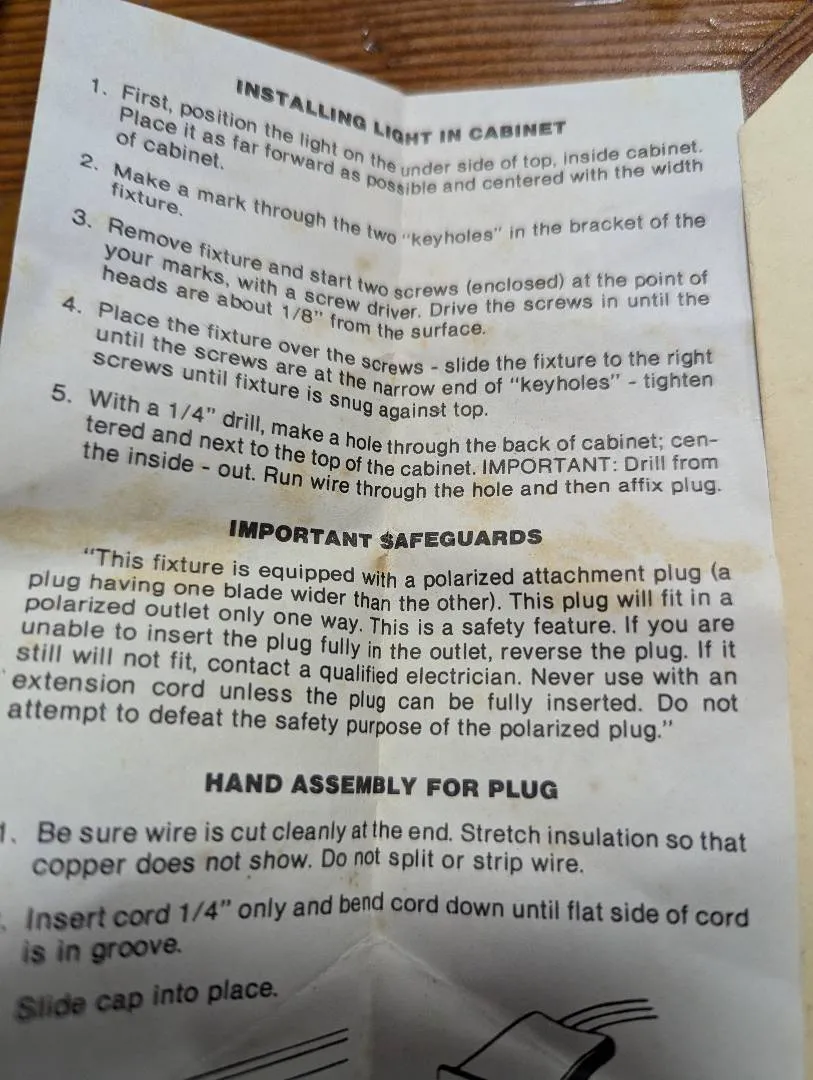 INSTALLING LIGHT IN CABINET
1. First, position the light on the under side of top, inside cabinet.
Place it as far forward as possible and centered with the width
of cabinet.
2. Make a mark through the two "keyholes" in the bracket of the
fixture.
3. Remove fixture and start two screws (enclosed) at the point of
your marks, with a screw driver. Drive the screws in until the
heads are about 1/8" from the surface.
4. Place the fixture over the screws - slide the fixture to the right
until the screws are at the narrow end of "keyholes" - tighten
screws until fixture is snug against top.
5. With a 1/4" drill, make a hole through the back of cabinet; cen-
tered and next to the top of the cabinet. IMPORTANT: Drill from
the inside - out. Run wire through the hole and then affix plug.
IMPORTANT SAFEGUARDS
"This fixture is equipped with a polarized attachment plug (a
plug having one blade wider than the other). This plug will fit in a
polarized outlet only one way. This is a safety feature. If you are
unable to insert the plug fully in the outlet, reverse the plug. If it
still will not fit, contact a qualified electrician. Never use with an
extension cord unless the plug can be fully inserted. Do not
attempt to defeat the safety purpose of the polarized plug."
HAND ASSEMBLY FOR PLUG
1. Be sure wire is cut cleanly at the end. Stretch insulation so that
copper does not show. Do not split or strip wire.
Insert cord 1/4" only and bend cord down until flat side of cord
is in groove.
Slide cap into place.